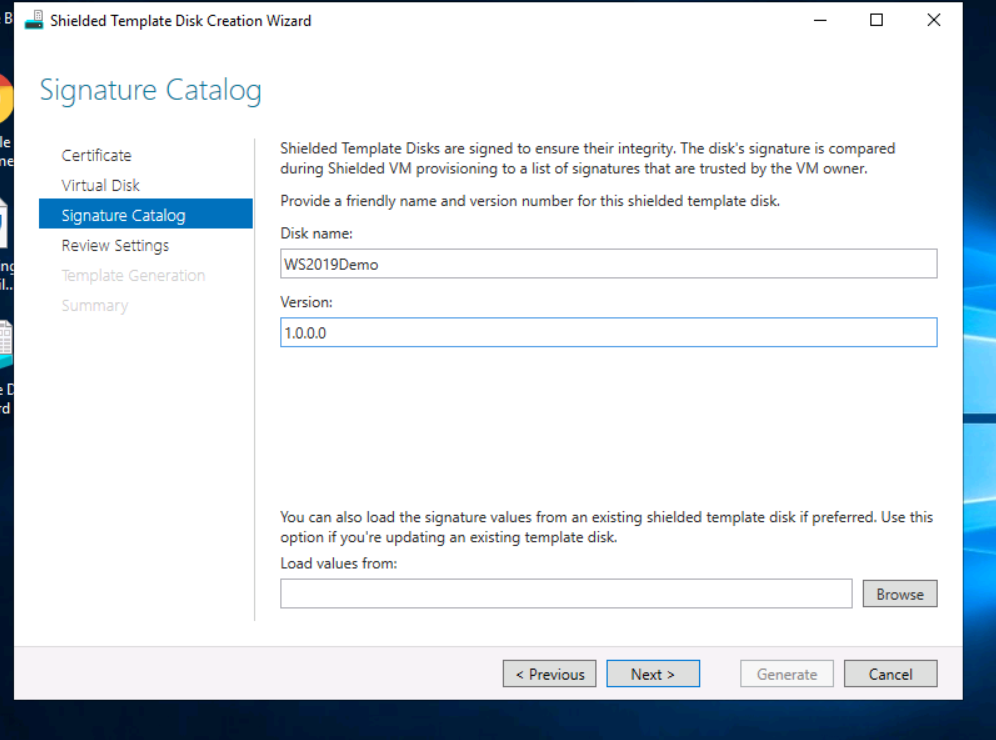 Shielded Template Disk Creation Wizard
Signature Catalog
Certificate
Virtual Disk
Signature Catalog
Review Settings
Template Generation
Summary
Shielded Template Disks are signed to ensure their integrity. The disk's signature is compared
during Shielded VM provisioning to a list of signatures that are trusted by the VM owner.
Provide a friendly name and version number for this shielded template disk.
Disk name:
WS2019Demo
Version:
1.0.0.0
You can also load the signature values from an existing shielded template disk if preferred. Use this
option if you're updating an existing template disk.
Load values from:
Browse
< Previous
Next >
Generate
Cancel